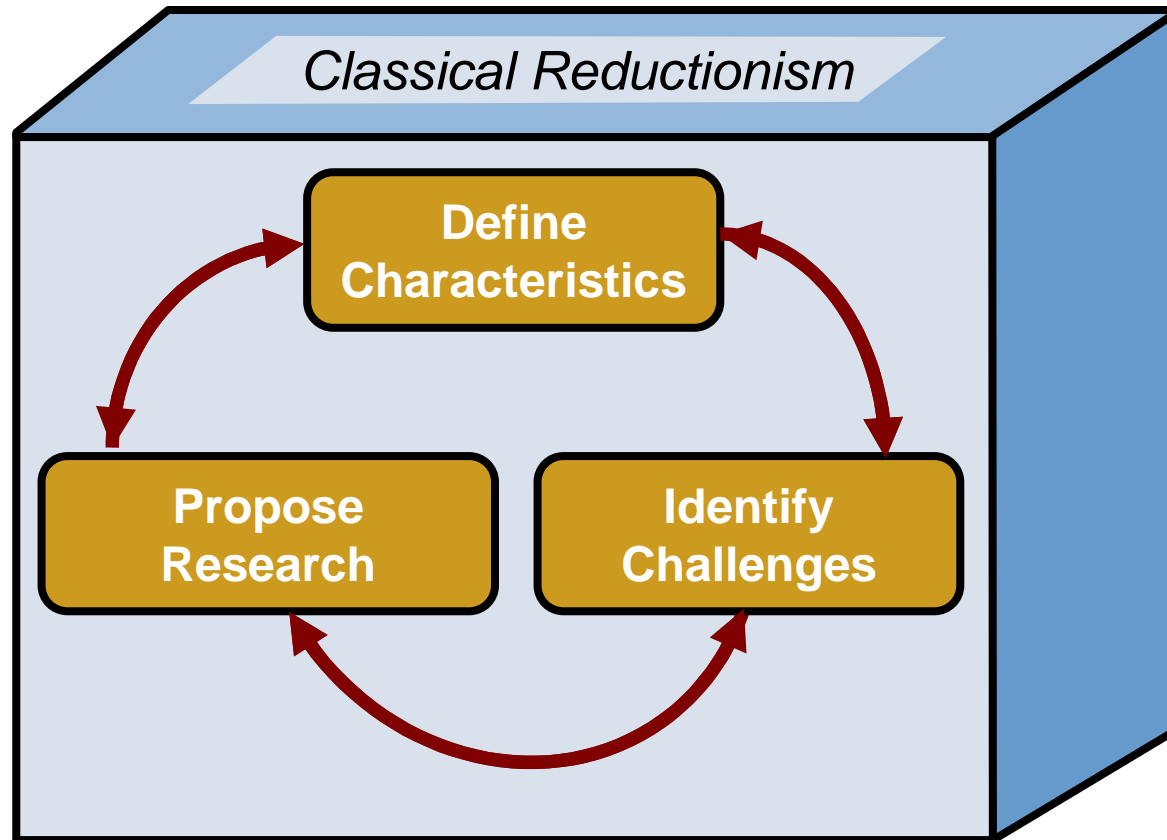 Classical Reductionism
Define
Characteristics
Propose
Research
Identify
Challenges